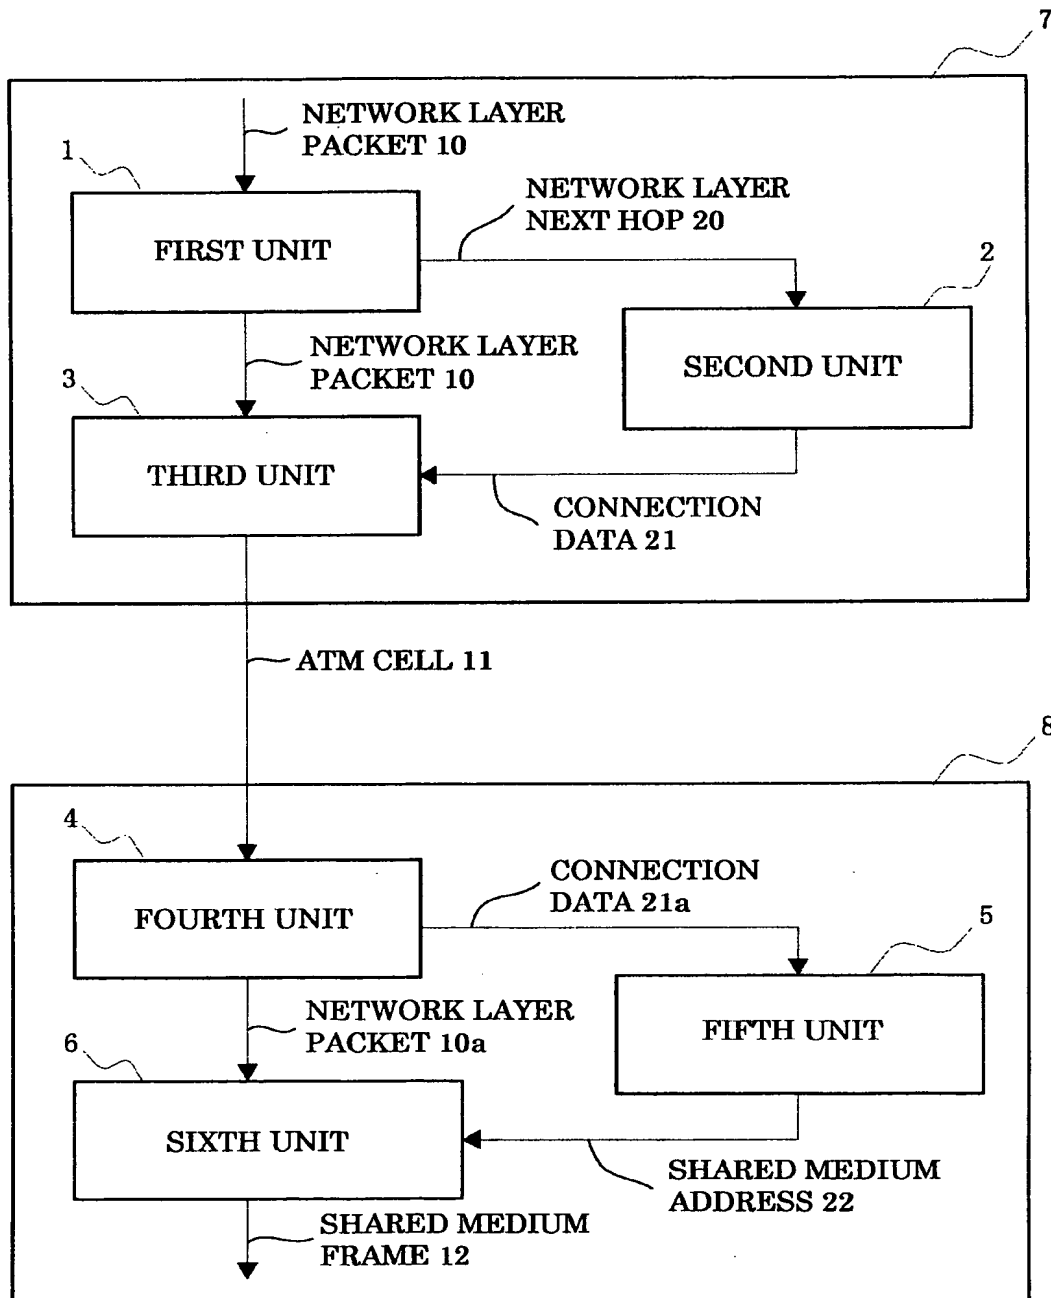 7
NETWORK LAYER
PACKET 10
1
NETWORK LAYER
NEXT HOP 20
FIRST UNIT
2
NETWORK LAYER
PACKET 10
SECOND UNIT
3
THIRD UNIT
CONNECTION
DATA 21
ATM CELL 11
8
4
CONNECTION
DATA 21a
FOURTH UNIT
5
NETWORK LAYER
PACKET 10a
FIFTH UNIT
6
SIXTH UNIT
SHARED MEDIUM
ADDRESS 22
SHARED MEDIUM
FRAME 12